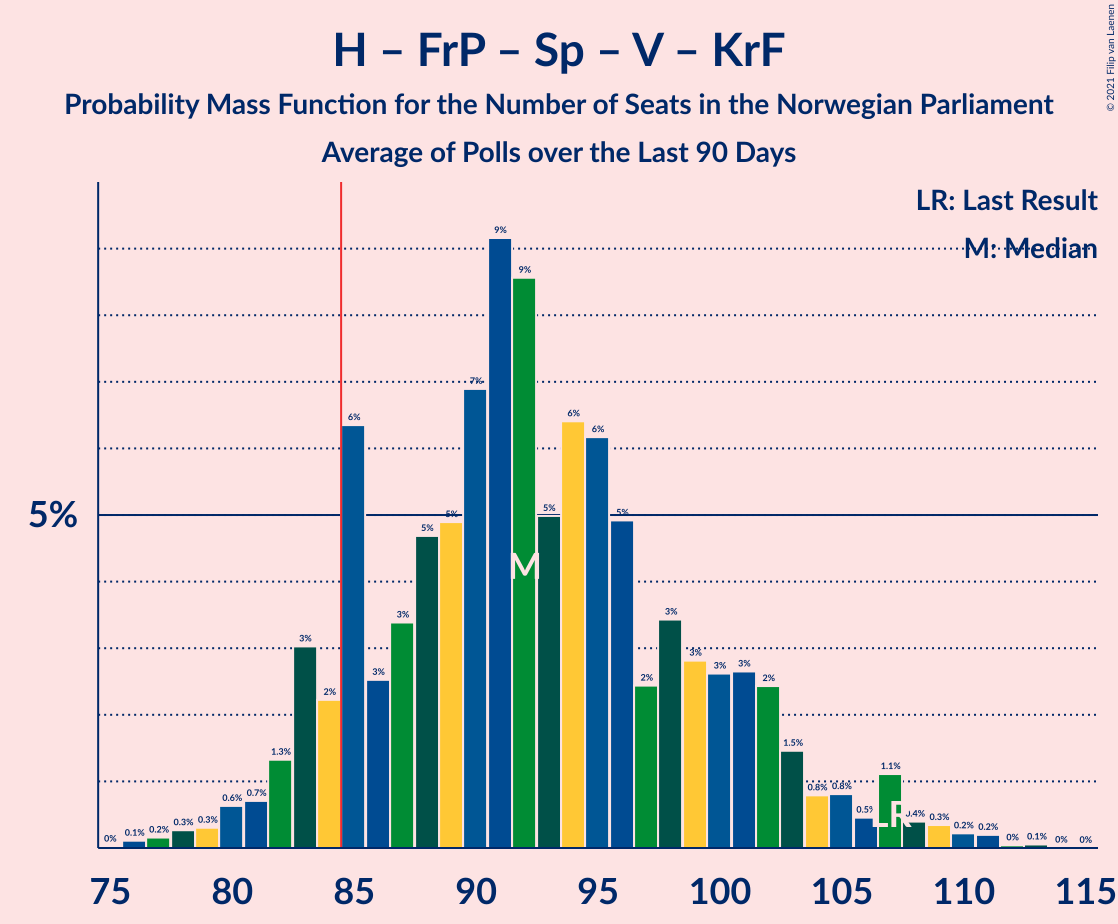 H – FrP – Sp – V – KrF
Probability Mass Function for the Number of Seats in the Norwegian Parliament
Average of Polls over the Last 90 Days
© 2021 Filip van Laenen
LR: Last Result
M: Median
5%
0% 0.1% 0.2% 0.3% 0.3% 0.6% 0.7% 1.3% 3% 2% 6% 3% 3% 5% 5% 7% 9% 9% 5% 6% 6% 5% 2% 3% 3% 3% 3% 2% 1.5% 0.8% 0.8% 0.5% 1.1% 0.4% 0.3% 0.2% 0.2% 0% 0.1% 0% 0%
M
LR
75 80 85 90 95 100 105 110 115